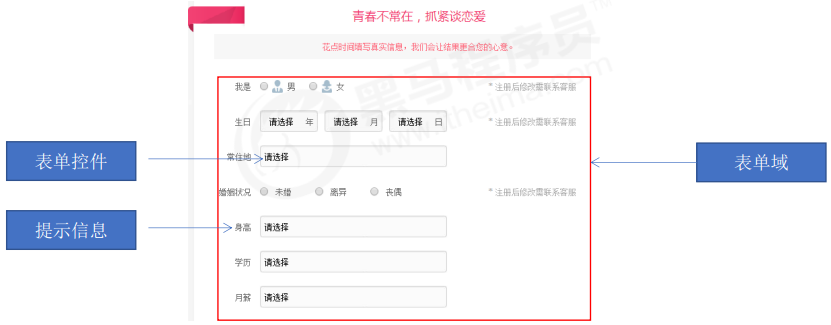 青春不常在，抓紧谈恋爱
花点时间填写真实信息，我们会让结果更合您的心意。
我是 男 女 * 注册后修改需联系客服
生日 请选择 年 请选择 月 请选择 日 * 注册后修改需联系客服
表单控件
常住地 请选择
表单域
婚姻状况 未婚 离异 丧偶 * 注册后修改需联系客服
提示信息
身高 请选择
学历 请选择
月薪 请选择
黑马程序员
www.itheima.com